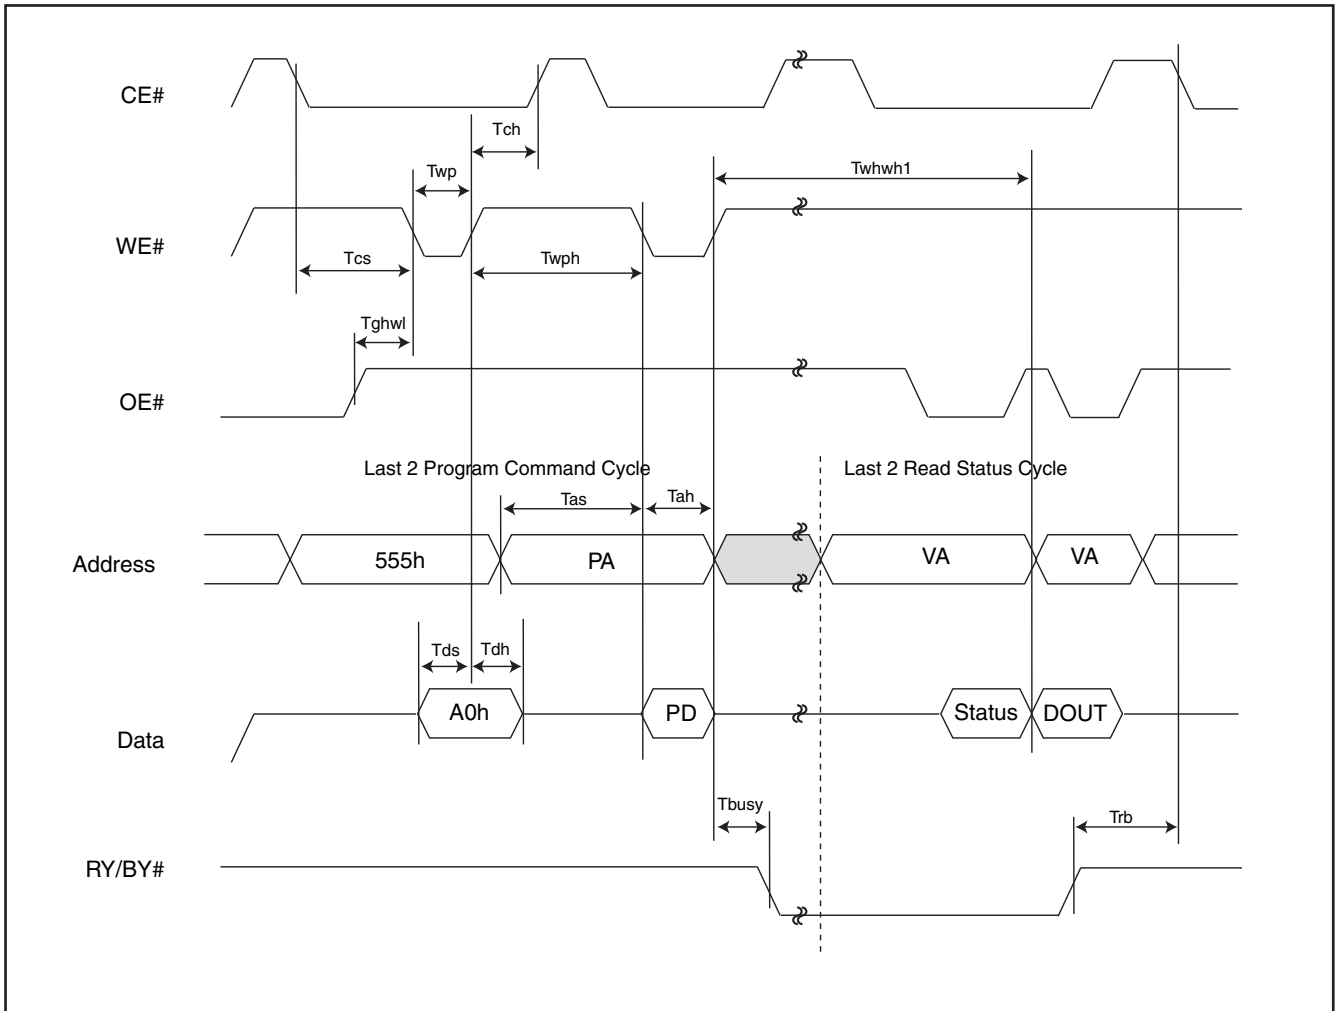 CE#
Tch
Twp
Twhwh1
WE#
Tcs
Twph
Tghwl
OE#
Last 2 Program Command Cycle
Last 2 Read Status Cycle
Tas
Tah
Address
555h
PA
VA
VA
Tds
Tdh
A0h
PD
Status
DOUT
Data
Tbusy
Trb
RY/BY#